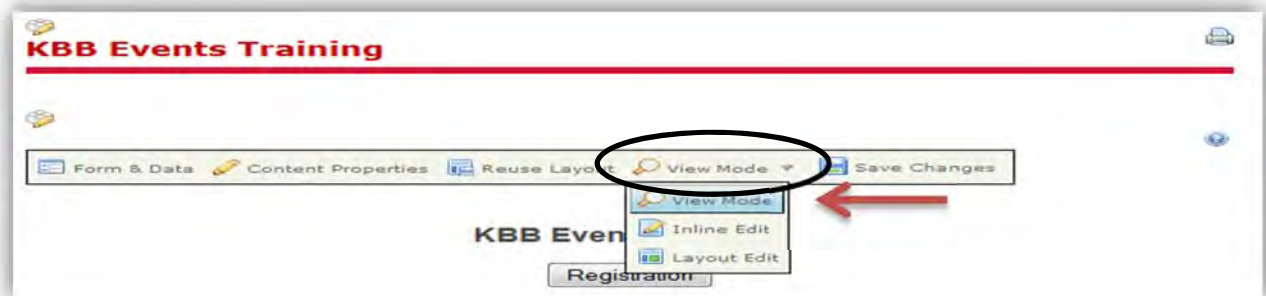 KBB Events Training
Form & Data Content Properties Reuse Layout View Mode Save Changes
View Mode
KBB Even
Inline Edit
Layout Edit
Registration